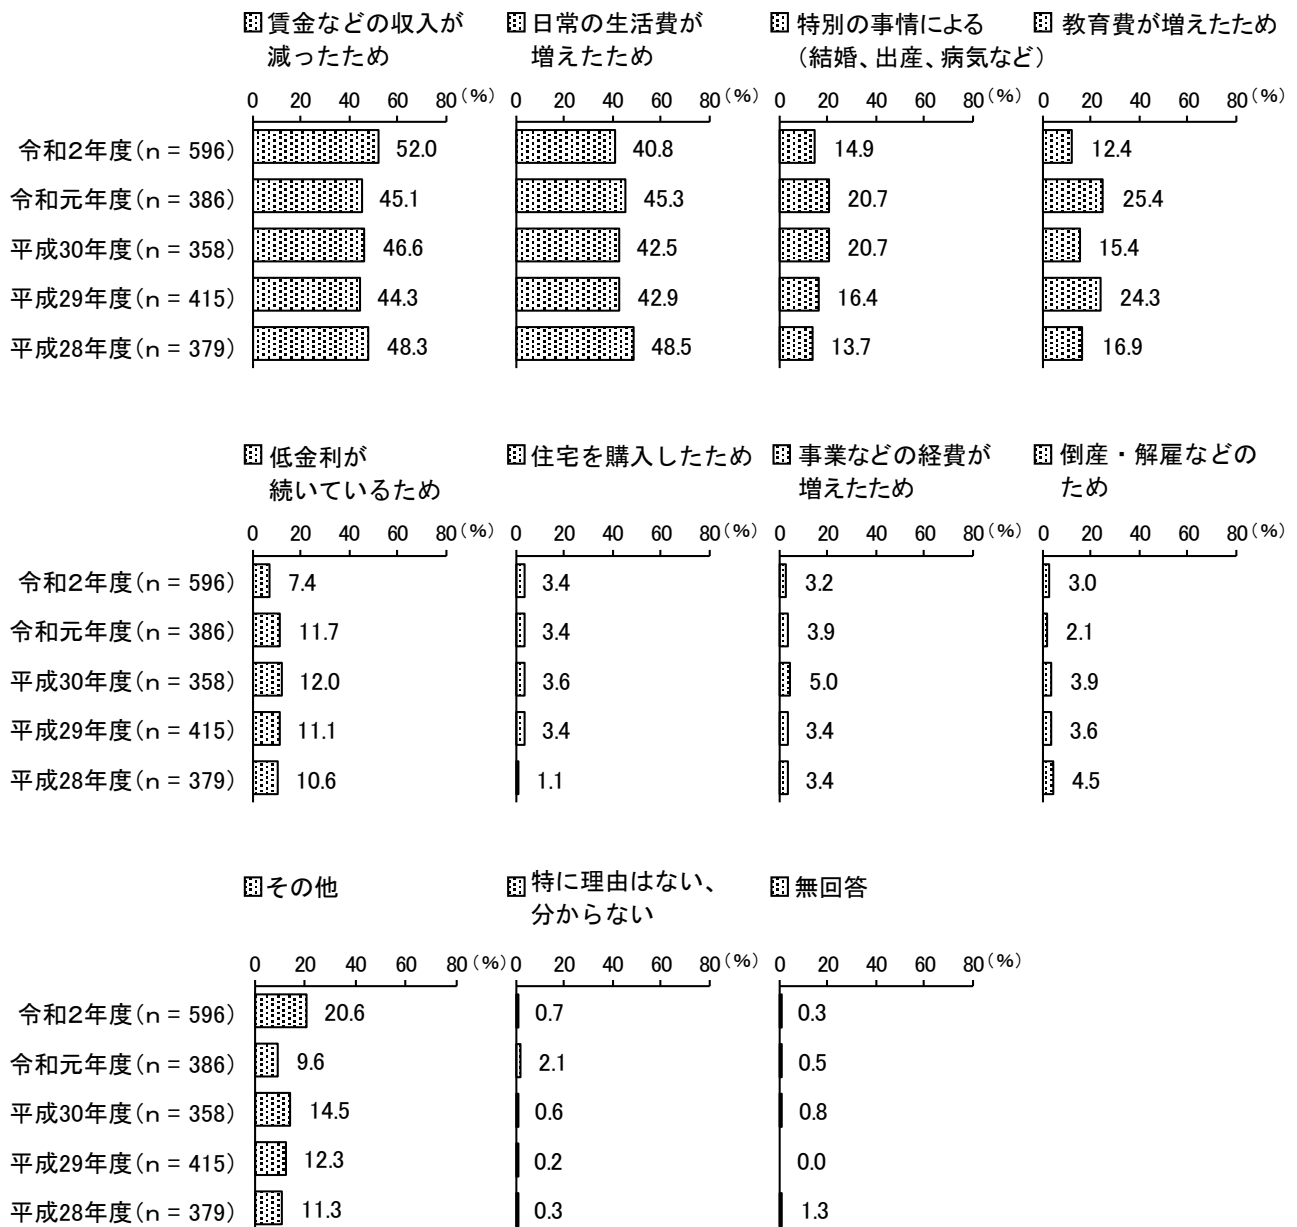 賃金などの収入が
減ったため
日常の生活費が
増えたため
特別の事情による
（結婚、出産、病気など）
教育費が増えたため
0 20 40 60 80（%） 0 20 40 60 80（%） 0 20 40 60 80（%） 0 20 40 60 80（%）
令和2年度（n = 596） 52.0 40.8 14.9 12.4
令和元年度（n = 386） 45.1 45.3 20.7 25.4
平成30年度（n = 358） 46.6 42.5 20.7 15.4
平成29年度（n = 415） 44.3 42.9 16.4 24.3
平成28年度（n = 379） 48.3 48.5 13.7 16.9
低金利が
続いているため
住宅を購入したため
事業などの経費が
増えたため
倒産・解雇などの
ため
0 20 40 60 80（%） 0 20 40 60 80（%） 0 20 40 60 80（%） 0 20 40 60 80（%）
令和2年度（n = 596） 7.4 3.4 3.2 3.0
令和元年度（n = 386） 11.7 3.4 3.9 2.1
平成30年度（n = 358） 12.0 3.6 5.0 3.9
平成29年度（n = 415） 11.1 3.4 3.4 3.6
平成28年度（n = 379） 10.6 1.1 3.4 4.5
その他
特に理由はない、
分からない
無回答
0 20 40 60 80（%） 0 20 40 60 80（%） 0 20 40 60 80（%）
令和2年度（n = 596） 20.6 0.7 0.3
令和元年度（n = 386） 9.6 2.1 0.5
平成30年度（n = 358） 14.5 0.6 0.8
平成29年度（n = 415） 12.3 0.2 0.0
平成28年度（n = 379） 11.3 0.3 1.3